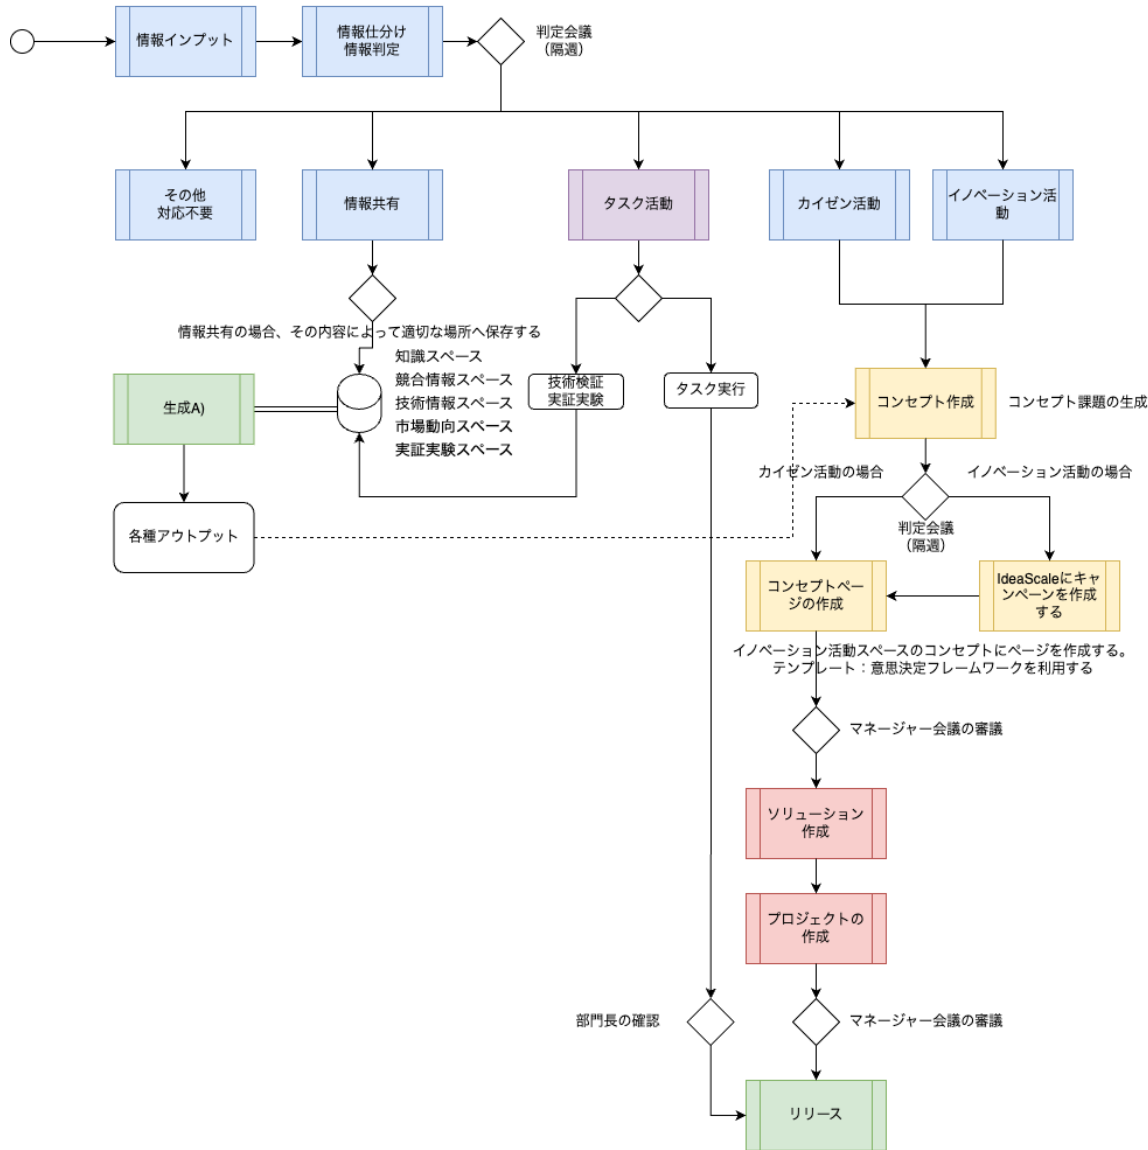 情報インプット
情報仕分け
情報判定
判定会議
（隔週）
その他
対応不要
情報共有
タスク活動
カイゼン活動
イノベーション活
動
情報共有の場合、その内容によって適切な場所へ保存する
知識スペース
競合情報スペース
技術情報スペース
市場動向スペース
実証実験スペース
生成A)
各種アウトプット
技術検証
実証実験
タスク実行
コンセプト作成
コンセプト課題の生成
カイゼン活動の場合
イノベーション活動の場合
判定会議
（隔週）
コンセプトペー
ジの作成
IdeaScaleにキャ
ンペーンを作成
する
イノベーション活動スペースのコンセプトにページを作成する。
テンプレート：意思決定フレームワークを利用する
マネージャー会議の審議
ソリューション
作成
プロジェクトの
作成
部門長の確認
マネージャー会議の審議
リリース